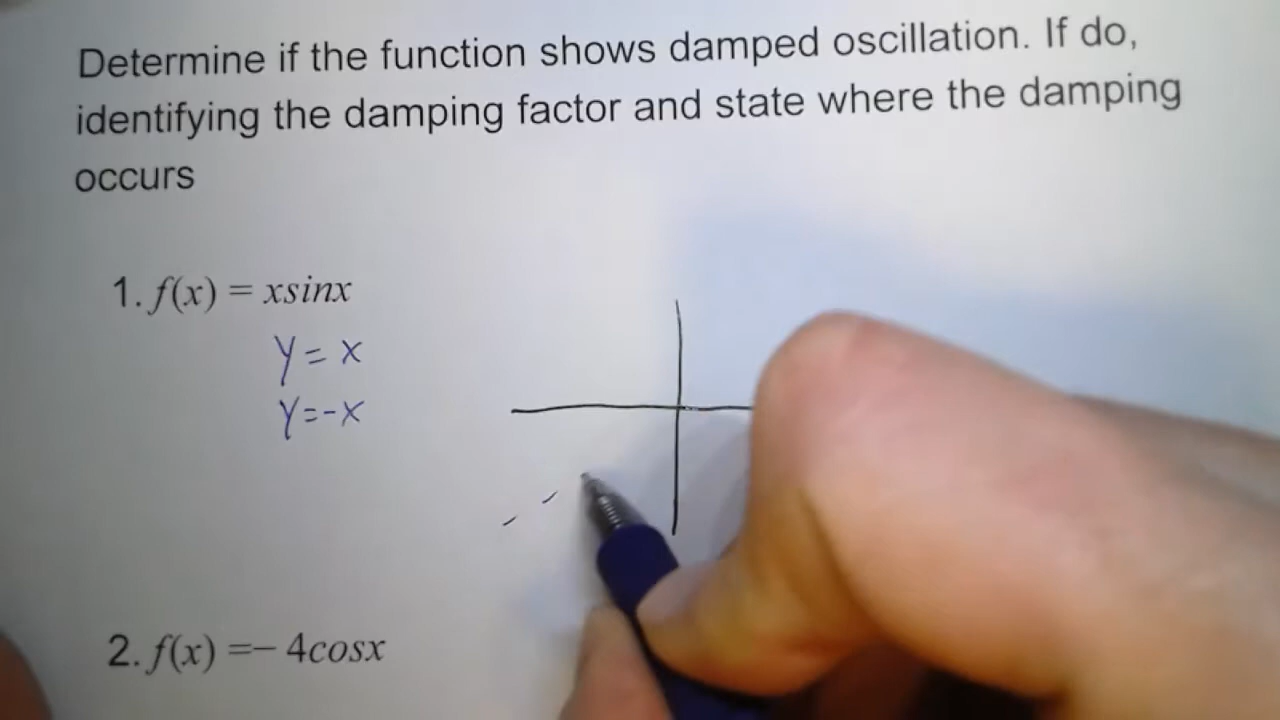 Determine if the function shows damped oscillation. If do,
identifying the damping factor and state where the damping
occurs
1. f(x) = xsinx
y = x
y=-x
2. f(x) =− 4cosx